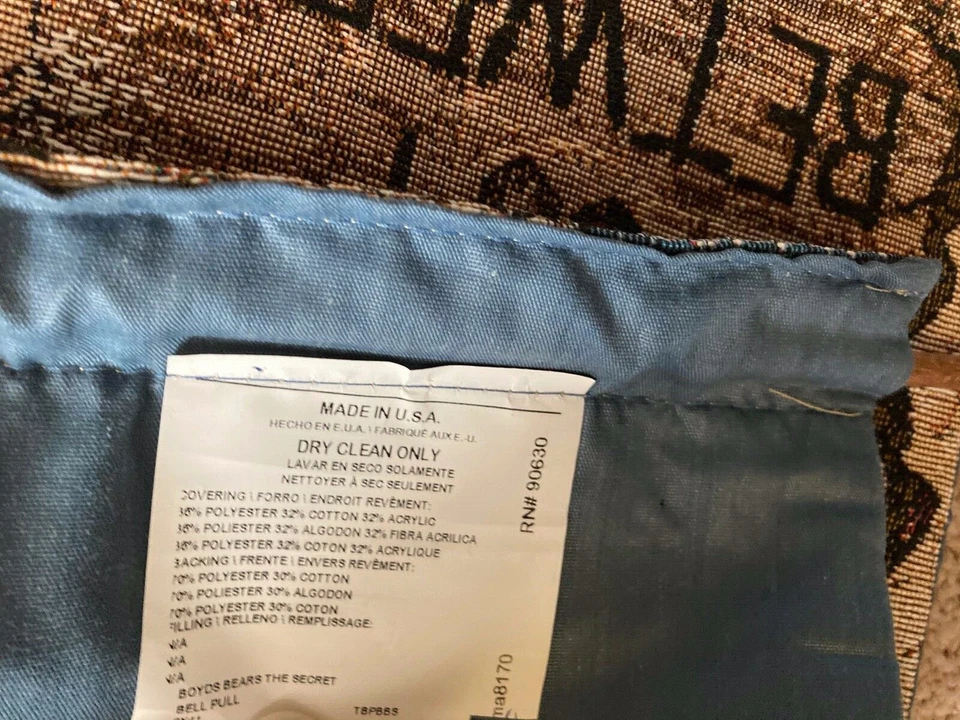 BETWE
MADE IN U.S.A.
HECHO EN E.U.A. \ FABRIQUÉ AUX E.-U.
DRY CLEAN ONLY
LAVAR EN SECO SOLAMENTE
NETTOYER À SEC SEULEMENT
COVERING \ FORRO \ ENDROIT REVÊMENT:
36% POLYESTER 32% COTTON 32% ACRYLIC
36% POLIESTER 32% ALGODON 32% FIBRA ACRILICA
36% POLYESTER 32% COTON 32% ACRYLIQUE
BACKING \ FRENTE \ ENVERS REVÊMENT:
70% POLYESTER 30% COTTON
70% POLIESTER 30% ALGODON
70% POLYESTER 30% COTON
FILLING \ RELLENO \ REMPLISSAGE:
N/A
N/A
N/A
BOYDS BEARS THE SECRET
BELL PULL
TBPBBS
RN# 90630
ma8170